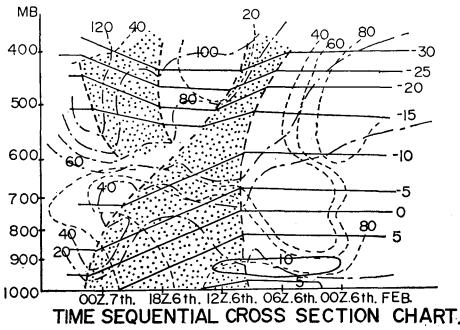 MB.
120 40 20
100 40 60 80
400 -30
-25
-20
80
500 -15
600 -10
60
700 40 -5
800 0
40 80
20 5
900 10
1000 5
00Z.7th. 18Z.6th. 12Z.6th. 06Z.6th. 00Z.6th. FEB.
TIME SEQUENTIAL CROSS SECTION CHART.